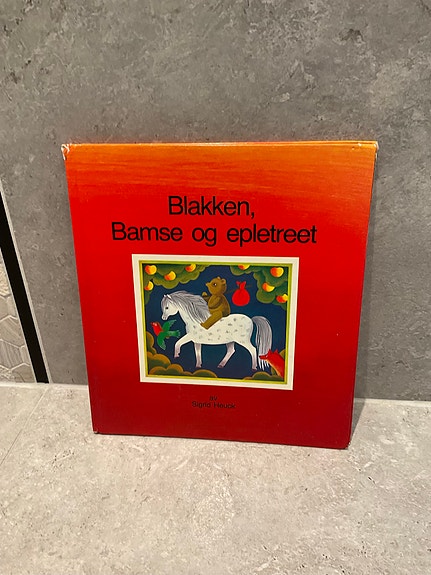 Blakken,
Bamse og epletreet
av
Sigrid Heuck